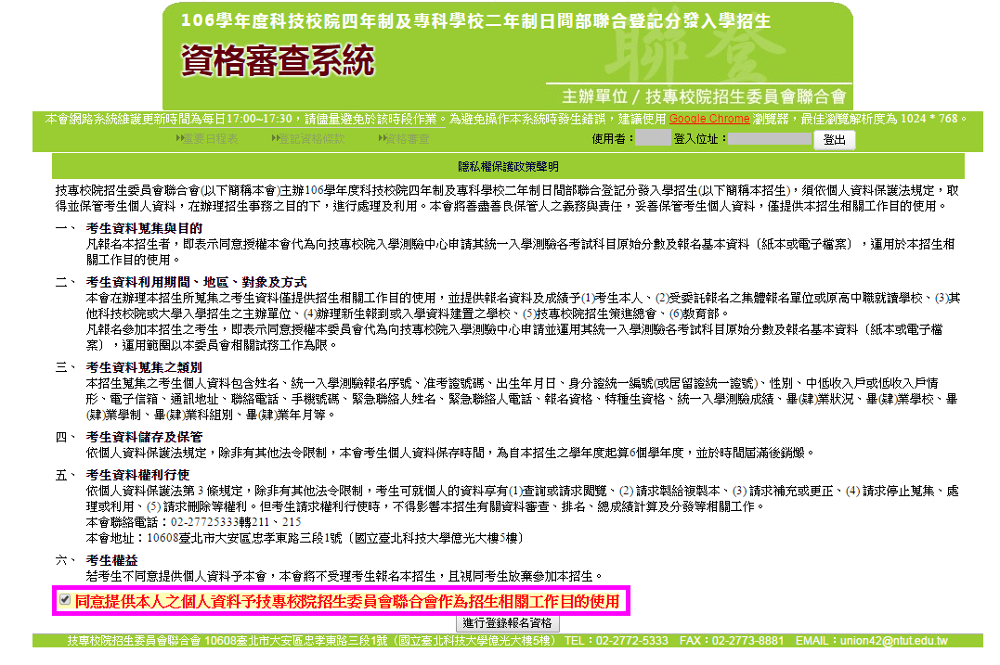 106學年度科技校院四年制及專科學校二年制日間部聯合登記分發入學招生
聯登
資格審查系統
主辦單位 / 技專校院招生委員會聯合會
本會網路系統維護更新時間為每日17:00~17:30，請儘量避免於該時段作業。為避免操作本系統時發生錯誤，建議使用 Google Chrome 瀏覽器，最佳瀏覽解析度為 1024 * 768。
重要日程表 登記資格條款 資格審查 使用者： 登入位址： 登出
隱私權保護政策聲明
技專校院招生委員會聯合會(以下簡稱本會)主辦106學年度科技校院四年制及專科學校二年制日間部聯合登記分發入學招生(以下簡稱本招生)，須依個人資料保護法規定，取
得並保管考生個人資料，在辦理招生事務之目的下，進行處理及利用。本會將善盡善良保管人之義務與責任，妥善保管考生個人資料，僅提供本招生相關工作目的使用。
一、 考生資料蒐集與目的
凡報名本招生者，即表示同意授權本會代為向技專校院入學測驗中心申請其統一入學測驗各考試科目原始分數及報名基本資料〔紙本或電子檔案〕，運用於本招生相
關工作目的使用。
二、 考生資料利用期間、地區、對象及方式
本會在辦理本招生所蒐集之考生資料僅提供招生相關工作目的使用，並提供報名資料及成績予(1)考生本人、(2)受委託報名之集體報名單位或原高中職就讀學校、(3)其
他科技校院或大學入學招生之主辦單位、(4)辦理新生報到或入學資料建置之學校、(5)技專校院招生策進總會、(6)教育部。
凡報名參加本招生之考生，即表示同意授權本委員會代為向技專校院入學測驗中心申請並運用其統一入學測驗各考試科目原始分數及報名基本資料〔紙本或電子檔
案〕，運用範圍以本委員會相關試務工作為限。
三、 考生資料蒐集之類別
本招生蒐集之考生個人資料包含姓名、統一入學測驗報名序號、准考證號碼、出生年月日、身分證統一編號(或居留證統一證號)、性別、中低收入戶或低收入戶情
形、電子信箱、通訊地址、聯絡電話、手機號碼、緊急聯絡人姓名、緊急聯絡人電話、報名資格、特種生資格、統一入學測驗成績、畢(肄)業狀況、畢(肄)業學校、畢
(肄)業學制、畢(肄)業科組別、畢(肄)業年月等。
四、 考生資料儲存及保管
依個人資料保護法規定，除非有其他法令限制，本會考生個人資料保存時間，為自本招生之學年度起算6個學年度，並於時間屆滿後銷燬。
五、 考生資料權利行使
依個人資料保護法第 3 條規定，除非有其他法令限制，考生可就個人的資料享有(1)查詢或請求閱覽、(2) 請求製給複製本、(3) 請求補充或更正、(4) 請求停止蒐集、處
理或利用、(5) 請求刪除等權利。但考生請求權利行使時，不得影響本招生有關資料審查、排名、總成績計算及分發等相關工作。
本會聯絡電話：02-27725333轉211、215
本會地址：10608臺北市大安區忠孝東路三段1號〔國立臺北科技大學億光大樓5樓〕
六、 考生權益
若考生不同意提供個人資料予本會，本會將不受理考生報名本招生，且視同考生放棄參加本招生。
同意提供本人之個人資料予技專校院招生委員會聯合會作為招生相關工作目的使用
進行登錄報名資格
技專校院招生委員會聯合會 10608臺北市大安區忠孝東路三段1號（國立臺北科技大學億光大樓5樓） TEL：02-2772-5333 FAX：02-2773-8881 EMAIL：union42@ntut.edu.tw